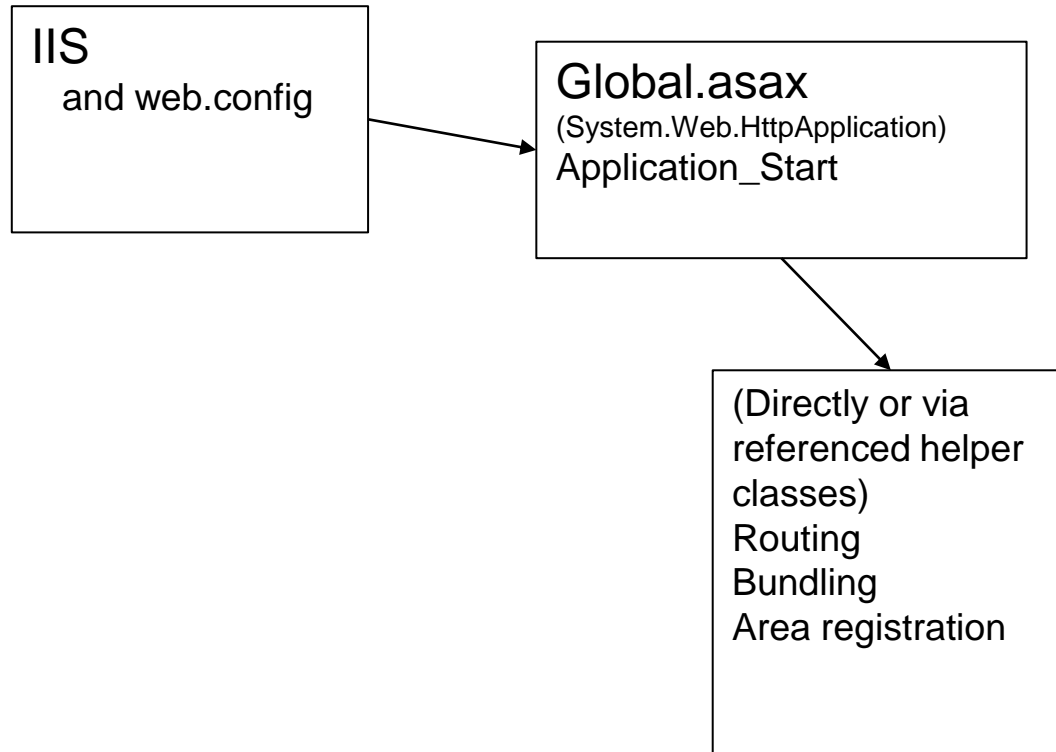 IIS
and web.config
Global.asax
(System.Web.HttpApplication)
Application_Start
(Directly or via
referenced helper
classes)
Routing
Bundling
Area registration